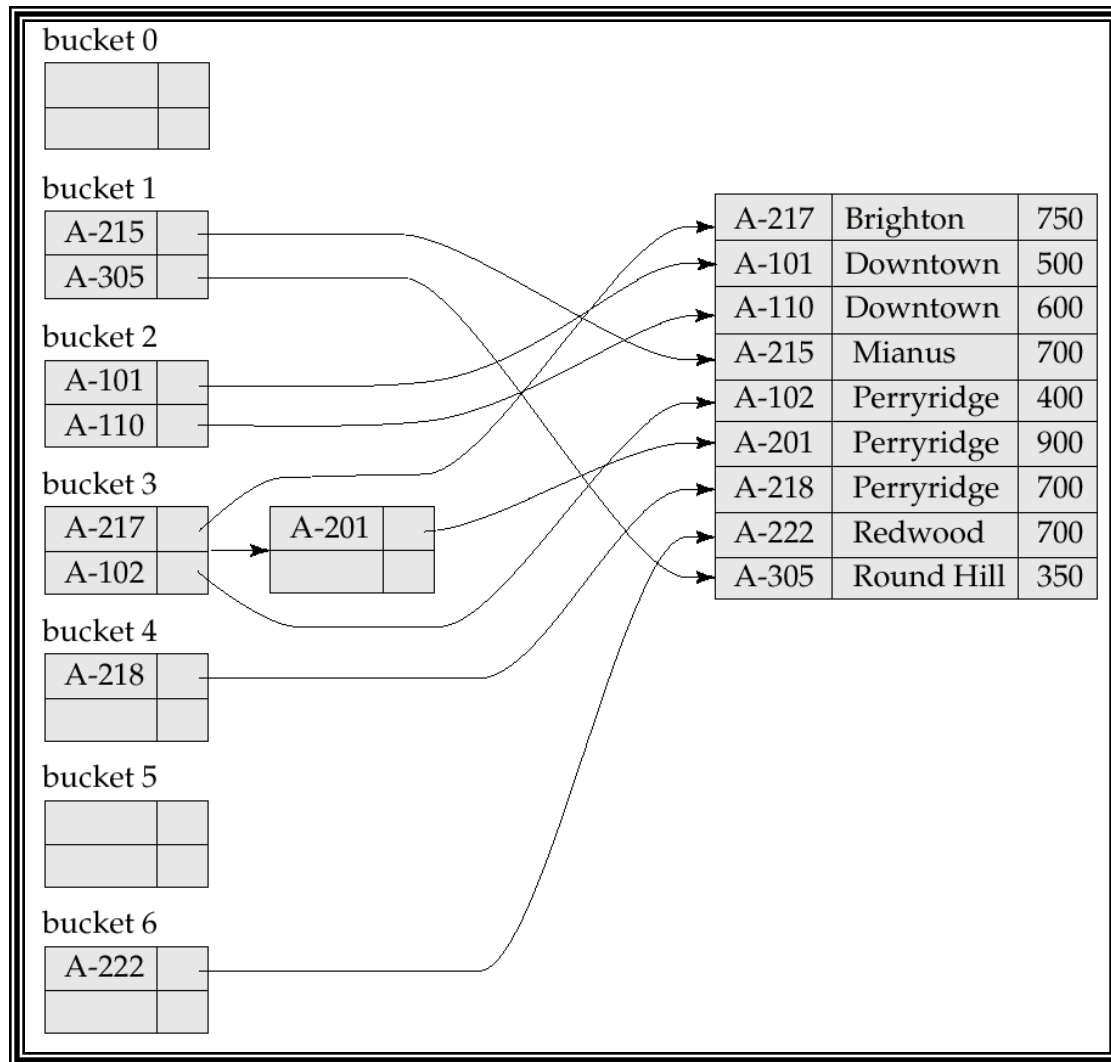 bucket 0
bucket 1
A-215
A-305
bucket 2
A-101
A-110
bucket 3
A-217
A-102
A-201
bucket 4
A-218
bucket 5
bucket 6
A-222
A-217 Brighton 750
A-101 Downtown 500
A-110 Downtown 600
A-215 Mianus 700
A-102 Perryridge 400
A-201 Perryridge 900
A-218 Perryridge 700
A-222 Redwood 700
A-305 Round Hill 350